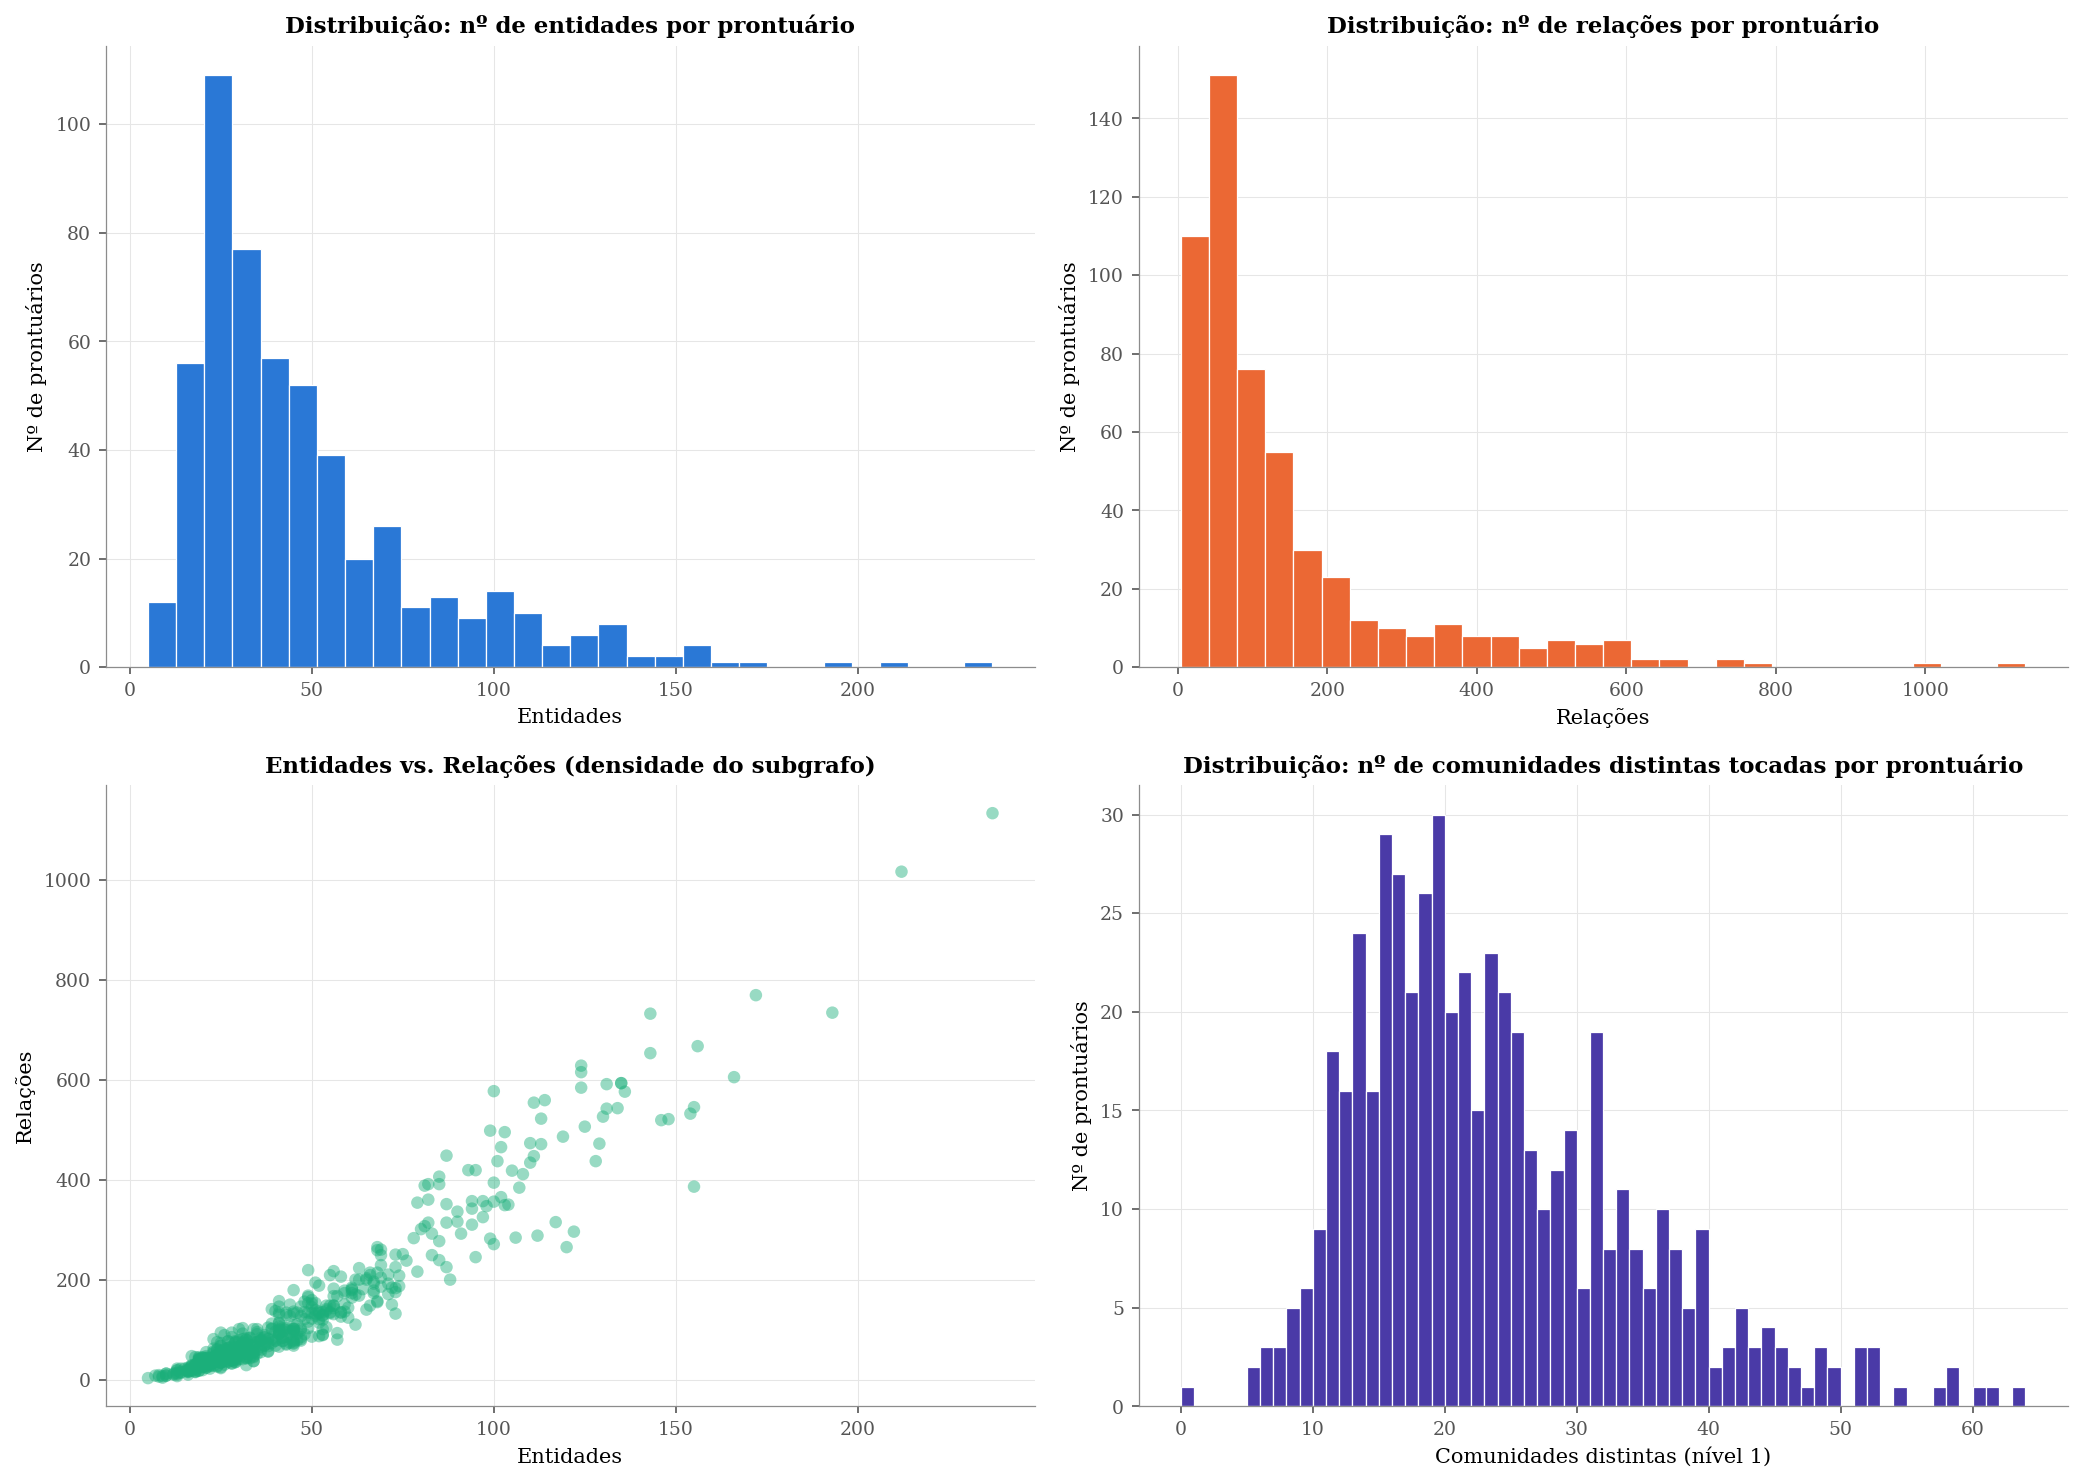 Distribuição: nº de entidades por prontuário
Nº de prontuários
100
80
60
40
20
0
0 50 100 150 200
Entidades
Distribuição: nº de relações por prontuário
Nº de prontuários
140
120
100
80
60
40
20
0
0 200 400 600 800 1000
Relações
Entidades vs. Relações (densidade do subgrafo)
Relações
1000
800
600
400
200
0
0 50 100 150 200
Entidades
Distribuição: nº de comunidades distintas tocadas por prontuário
Nº de prontuários
30
25
20
15
10
5
0
0 10 20 30 40 50 60
Comunidades distintas (nível 1)